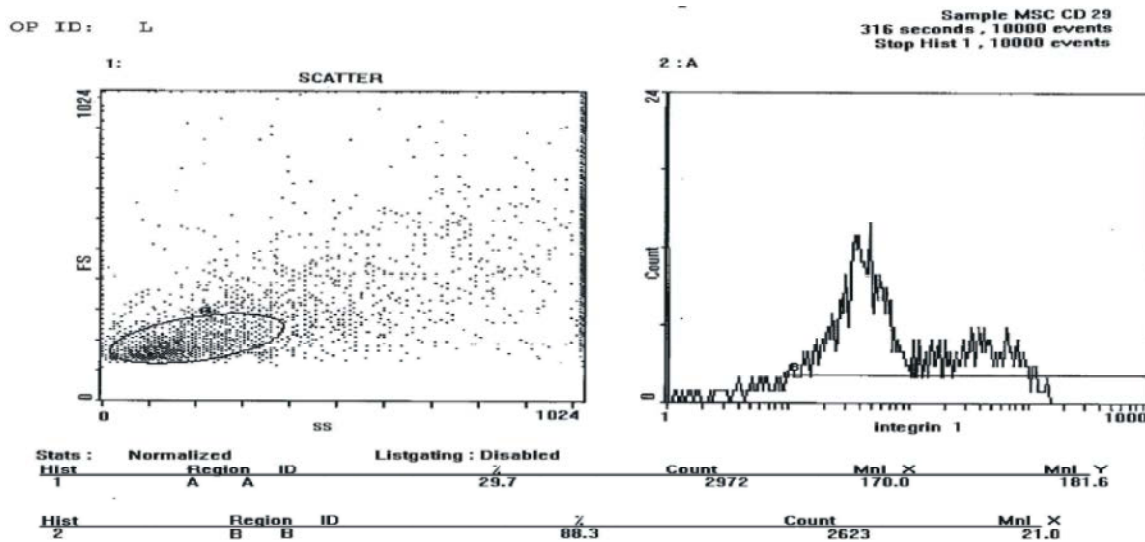 OP ID: L
Sample MSC CD 29
316 seconds , 10000 events
Stop Hist 1 , 10000 events
1:
SCATTER
1024
FS
0
0 1024
SS
2 : A
24
Count
0
1 1000
integrin 1
Stats : Normalized Listgating : Disabled
Hist Region ID % Count Mnl X Mnl Y
1 A A 29.7 2972 170.0 181.6
Hist Region ID % Count Mnl X
2 B B 88.3 2623 21.0